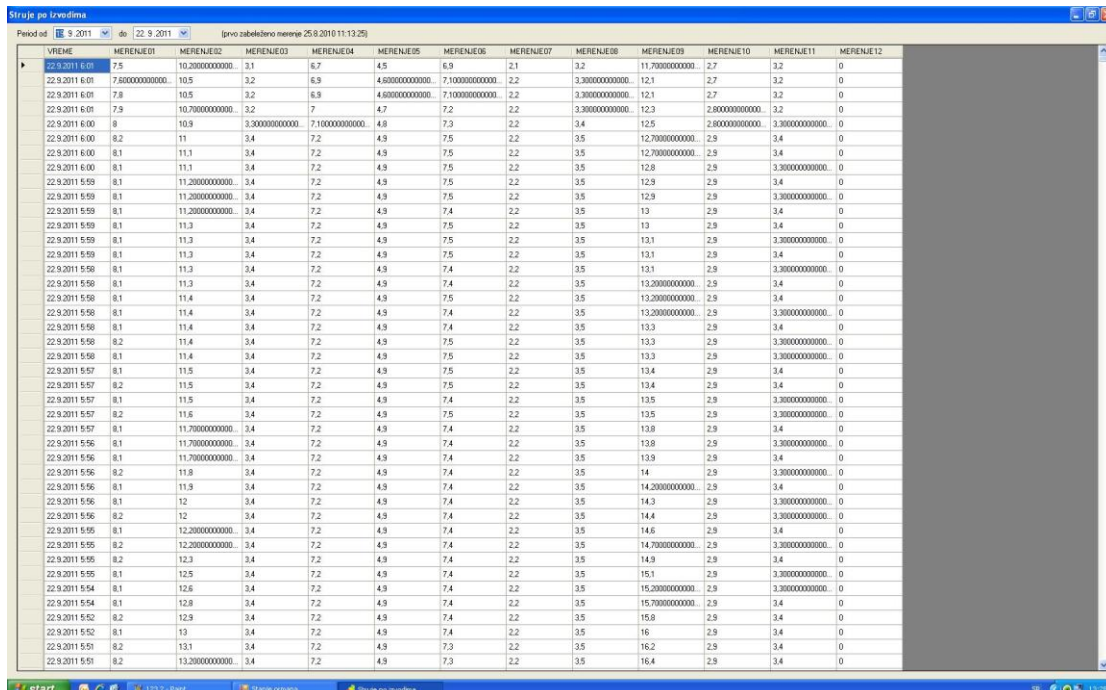 Struje po izvodima
Period od 15. 9.2011 do 22. 9.2011 (prvo zabeleženo merenje 25.8.2010 11:13:25)
VREME MERENJE01 MERENJE02 MERENJE03 MERENJE04 MERENJE05 MERENJE06 MERENJE07 MERENJE08 MERENJE09 MERENJE10 MERENJE11 MERENJE12
22.9.2011 6:01 7,5 10,20000000000... 3,1 6,7 4,5 6,9 2,1 3,2 11,70000000000... 2,7 3,2 0
22.9.2011 6:01 7,600000000000... 10,5 3,2 6,9 4,600000000000... 7,100000000000... 2,2 3,300000000000... 12,1 2,7 3,2 0
22.9.2011 6:01 7,8 10,5 3,2 6,9 4,600000000000... 7,100000000000... 2,2 3,300000000000... 12,1 2,7 3,2 0
22.9.2011 6:01 7,9 10,70000000000... 3,2 7 4,7 7,2 2,2 3,300000000000... 12,3 2,800000000000... 3,2 0
22.9.2011 6:00 8 10,9 3,300000000000... 7,100000000000... 4,8 7,3 2,2 3,4 12,5 2,800000000000... 3,300000000000... 0
22.9.2011 6:00 8,2 11 3,4 7,2 4,9 7,5 2,2 3,5 12,70000000000... 2,9 3,4 0
22.9.2011 6:00 8,1 11,1 3,4 7,2 4,9 7,5 2,2 3,5 12,70000000000... 2,9 3,4 0
22.9.2011 6:00 8,1 11,1 3,4 7,2 4,9 7,5 2,2 3,5 12,8 2,9 3,300000000000... 0
22.9.2011 5:59 8,1 11,20000000000... 3,4 7,2 4,9 7,5 2,2 3,5 12,9 2,9 3,4 0
22.9.2011 5:59 8,1 11,20000000000... 3,4 7,2 4,9 7,5 2,2 3,5 12,9 2,9 3,300000000000... 0
22.9.2011 5:59 8,1 11,20000000000... 3,4 7,2 4,9 7,4 2,2 3,5 13 2,9 3,4 0
22.9.2011 5:59 8,1 11,3 3,4 7,2 4,9 7,5 2,2 3,5 13 2,9 3,4 0
22.9.2011 5:59 8,1 11,3 3,4 7,2 4,9 7,5 2,2 3,5 13,1 2,9 3,300000000000... 0
22.9.2011 5:59 8,1 11,3 3,4 7,2 4,9 7,5 2,2 3,5 13,1 2,9 3,4 0
22.9.2011 5:58 8,1 11,3 3,4 7,2 4,9 7,4 2,2 3,5 13,1 2,9 3,300000000000... 0
22.9.2011 5:58 8,1 11,3 3,4 7,2 4,9 7,4 2,2 3,5 13,20000000000... 2,9 3,4 0
22.9.2011 5:58 8,1 11,4 3,4 7,2 4,9 7,5 2,2 3,5 13,20000000000... 2,9 3,4 0
22.9.2011 5:58 8,1 11,4 3,4 7,2 4,9 7,4 2,2 3,5 13,20000000000... 2,9 3,300000000000... 0
22.9.2011 5:58 8,1 11,4 3,4 7,2 4,9 7,5 2,2 3,5 13,3 2,9 3,4 0
22.9.2011 5:58 8,2 11,4 3,4 7,2 4,9 7,5 2,2 3,5 13,3 2,9 3,300000000000... 0
22.9.2011 5:58 8,1 11,4 3,4 7,2 4,9 7,5 2,2 3,5 13,3 2,9 3,300000000000... 0
22.9.2011 5:57 8,1 11,5 3,4 7,2 4,9 7,5 2,2 3,5 13,4 2,9 3,4 0
22.9.2011 5:57 8,2 11,5 3,4 7,2 4,9 7,5 2,2 3,5 13,4 2,9 3,4 0
22.9.2011 5:57 8,1 11,5 3,4 7,2 4,9 7,4 2,2 3,5 13,5 2,9 3,300000000000... 0
22.9.2011 5:57 8,2 11,6 3,4 7,2 4,9 7,5 2,2 3,5 13,5 2,9 3,300000000000... 0
22.9.2011 5:57 8,1 11,70000000000... 3,4 7,2 4,9 7,4 2,2 3,5 13,8 2,9 3,4 0
22.9.2011 5:56 8,1 11,70000000000... 3,4 7,2 4,9 7,4 2,2 3,5 13,8 2,9 3,300000000000... 0
22.9.2011 5:56 8,1 11,70000000000... 3,4 7,2 4,9 7,4 2,2 3,5 13,9 2,9 3,4 0
22.9.2011 5:56 8,2 11,8 3,4 7,2 4,9 7,4 2,2 3,5 14 2,9 3,300000000000... 0
22.9.2011 5:56 8,1 11,9 3,4 7,2 4,9 7,4 2,2 3,5 14,20000000000... 2,9 3,4 0
22.9.2011 5:56 8,1 12 3,4 7,2 4,9 7,4 2,2 3,5 14,3 2,9 3,300000000000... 0
22.9.2011 5:56 8,2 12 3,4 7,2 4,9 7,4 2,2 3,5 14,4 2,9 3,300000000000... 0
22.9.2011 5:55 8,1 12,20000000000... 3,4 7,2 4,9 7,4 2,2 3,5 14,6 2,9 3,4 0
22.9.2011 5:55 8,2 12,20000000000... 3,4 7,2 4,9 7,4 2,2 3,5 14,70000000000... 2,9 3,300000000000... 0
22.9.2011 5:55 8,2 12,3 3,4 7,2 4,9 7,4 2,2 3,5 14,9 2,9 3,4 0
22.9.2011 5:55 8,1 12,5 3,4 7,2 4,9 7,4 2,2 3,5 15,1 2,9 3,300000000000... 0
22.9.2011 5:54 8,1 12,6 3,4 7,2 4,9 7,4 2,2 3,5 15,20000000000... 2,9 3,300000000000... 0
22.9.2011 5:54 8,1 12,8 3,4 7,2 4,9 7,4 2,2 3,5 15,70000000000... 2,9 3,4 0
22.9.2011 5:52 8,2 12,9 3,4 7,2 4,9 7,4 2,2 3,5 15,8 2,9 3,4 0
22.9.2011 5:52 8,1 13 3,4 7,2 4,9 7,4 2,2 3,5 16 2,9 3,4 0
22.9.2011 5:51 8,2 13,1 3,4 7,2 4,9 7,3 2,2 3,5 16,2 2,9 3,4 0
22.9.2011 5:51 8,2 13,20000000000... 3,4 7,2 4,9 7,3 2,2 3,5 16,4 2,9 3,4 0
start Paint Stanje organa Struje po izvodima